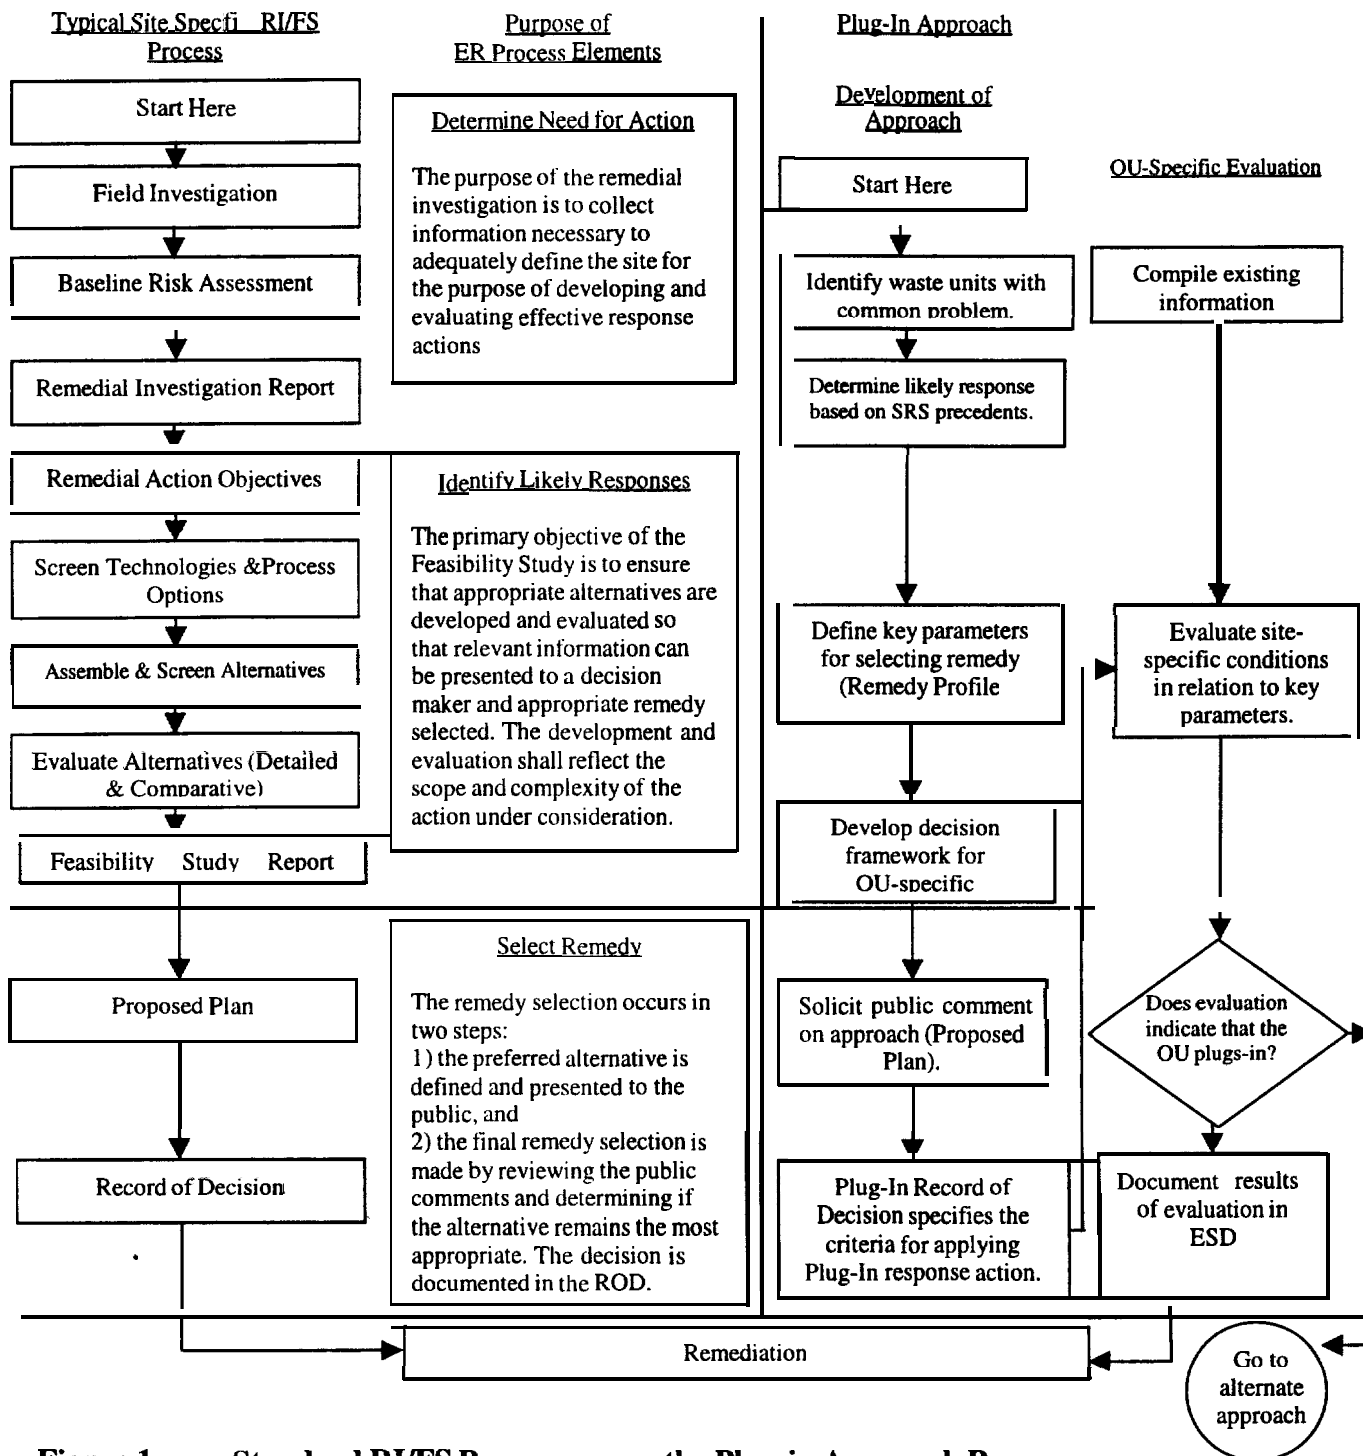 Typical Site Specfi RI/FS
Process
Start Here
Field Investigation
Baseline Risk Assessment
Remedial Investigation Report
Remedial Action Objectives
Screen Technologies &Process
Options
Assemble & Screen Alternatives
Evaluate Alternatives (Detailed
& Comparative)
Feasibility Study Report
Proposed Plan
Record of Decision
Purpose of
ER Process Elements
Determine Need for Action
The purpose of the remedial
investigation is to collect
information necessary to
adequately define the site for
the purpose of developing and
evaluating effective response
actions
Identify Likely Responses
The primary objective of the
Feasibility Study is to ensure
that appropriate alternatives are
developed and evaluated so
that relevant information can
be presented to a decision
maker and appropriate remedy
selected. The development and
evaluation shall reflect the
scope and complexity of the
action under consideration.
Select Remedy
The remedy selection occurs in
two steps:
1) the preferred alternative is
defined and presented to the
public, and
2) the final remedy selection is
made by reviewing the public
comments and determining if
the alternative remains the most
appropriate. The decision is
documented in the ROD.
Plug-In Approach
Development of
Approach
Start Here
Identify waste units with
common problem.
Determine likely response
based on SRS precedents.
Define key parameters
for selecting remedy
(Remedy Profile
Develop decision
framework for
OU-specific
Solicit public comment
on approach (Proposed
Plan).
Plug-In Record of
Decision specifies the
criteria for applying
Plug-In response action.
OU-Specific Evaluation
Compile existing
information
Evaluate site-
specific conditions
in relation to key
parameters.
Does evaluation
indicate that the
OU plugs-in?
Document results
of evaluation in
ESD
Remediation
Go to
alternate
approach